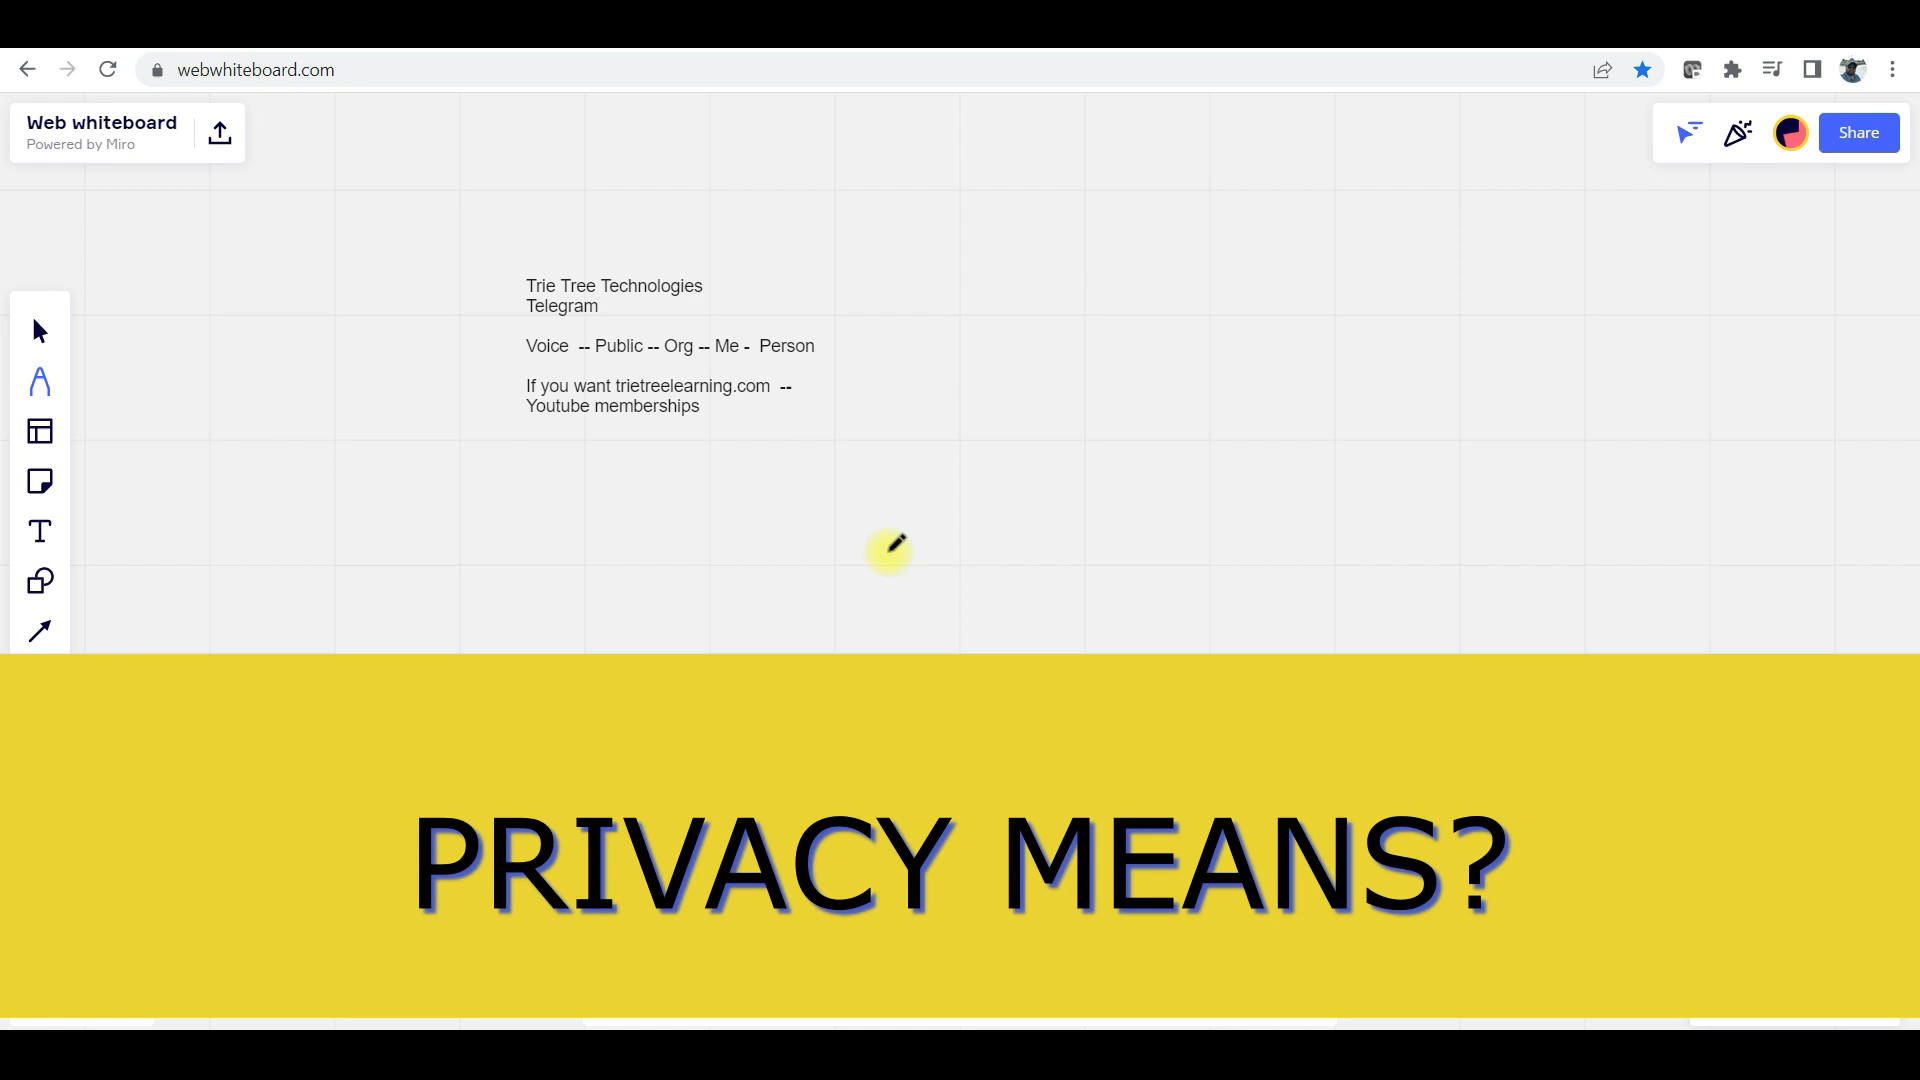 webwhiteboard.com
Web whiteboard
Powered by Miro
Share
Trie Tree Technologies
Telegram
Voice -- Public -- Org -- Me - Person
If you want trietreelearning.com --
Youtube memberships
PRIVACY MEANS?